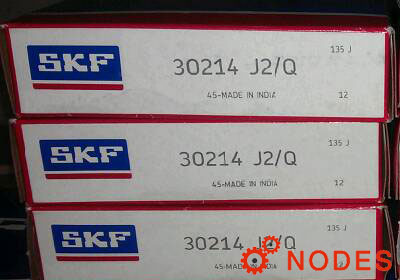 135 J
SKF
30214 J2/Q
45-MADE IN INDIA
12
135 J
SKF
30214 J2/Q
45-MADE IN INDIA
12
135 J
SKF
30214 J2/Q
45-MADE IN INDIA
NODES